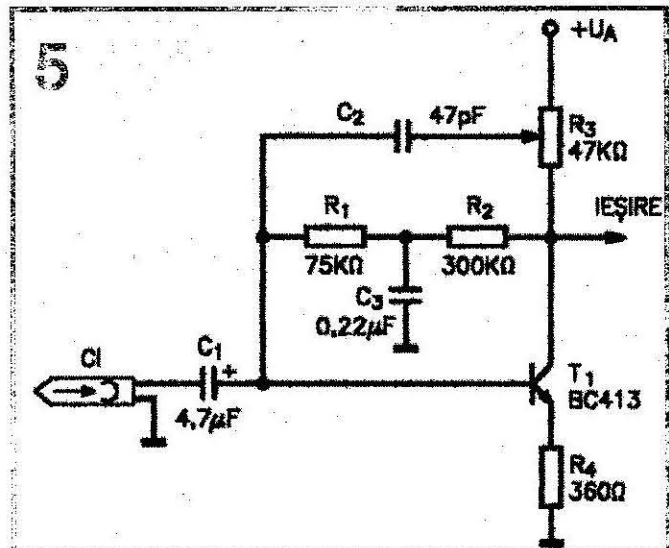 5
+UA
C2
47pF
R3
47KΩ
R1
75KΩ
R2
300KΩ
IEŞIRE
C3
0,22µF
CI
C1
+
4,7µF
T1
BC413
R4
360Ω